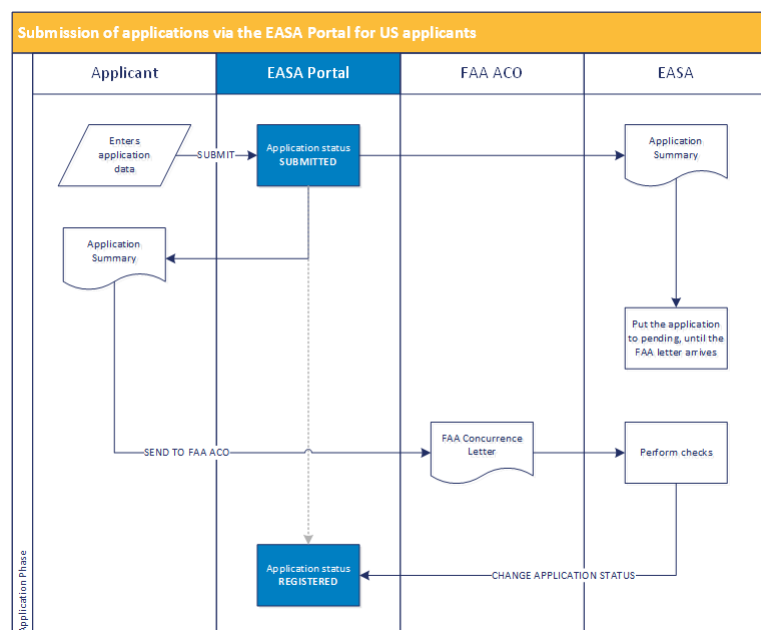 Submission of applications via the EASA Portal for US applicants
Applicant
EASA Portal
FAA ACO
EASA
Enters
application
data
SUBMIT
Application status
SUBMITTED
Application
Summary
Application
Summary
Put the application
to pending, until the
FAA letter arrives
SEND TO FAA ACO
FAA Concurrence
Letter
Perform checks
Application status
REGISTERED
CHANGE APPLICATION STATUS
Application Phase